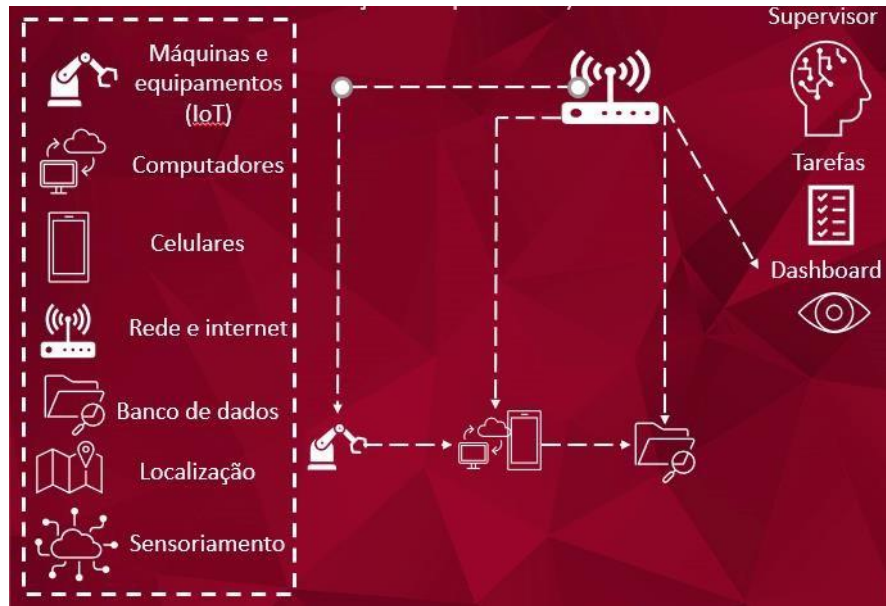 Supervisor
Máquinas e
equipamentos
(IoT)
Computadores
Tarefas
Celulares
Dashboard
Rede e internet
Banco de dados
Localização
Sensoriamento